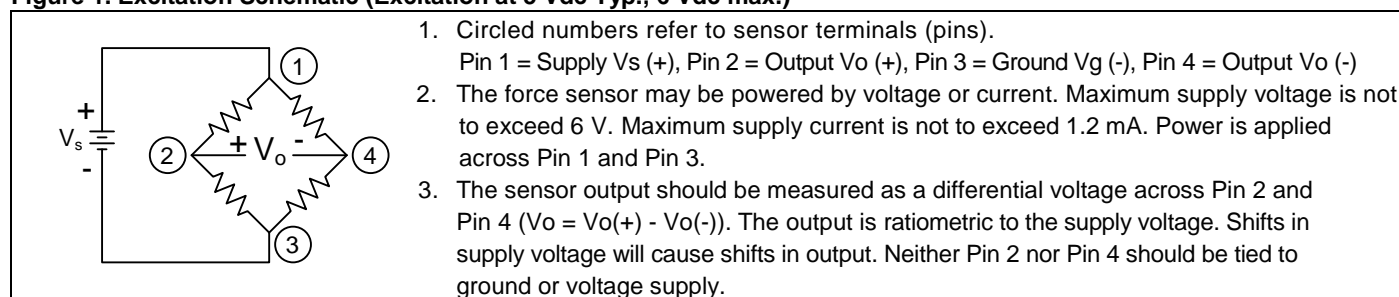 Figure 1. Excitation Schematic (Excitation at 5 Vdc Typ., 6 Vdc max.)
+
Vs
-
1
2
+ Vo -
4
3
1. Circled numbers refer to sensor terminals (pins).
Pin 1 = Supply Vs (+), Pin 2 = Output Vo (+), Pin 3 = Ground Vg (-), Pin 4 = Output Vo (-)
2. The force sensor may be powered by voltage or current. Maximum supply voltage is not
to exceed 6 V. Maximum supply current is not to exceed 1.2 mA. Power is applied
across Pin 1 and Pin 3.
3. The sensor output should be measured as a differential voltage across Pin 2 and
Pin 4 (Vo = Vo(+) - Vo(-)). The output is ratiometric to the supply voltage. Shifts in
supply voltage will cause shifts in output. Neither Pin 2 nor Pin 4 should be tied to
ground or voltage supply.